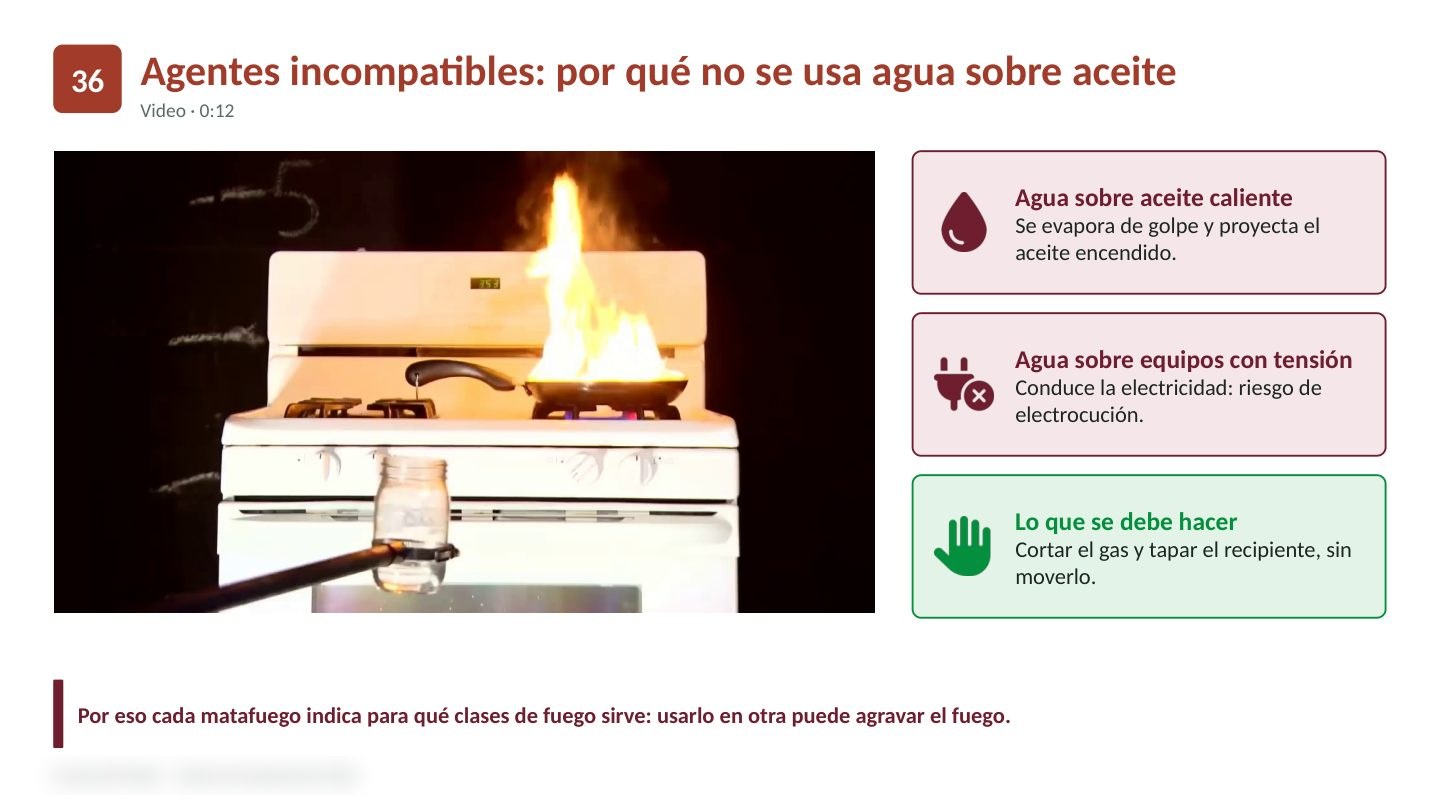 36
Agentes incompatibles: por qué no se usa agua sobre aceite
Video · 0:12
5
Agua sobre aceite caliente
Se evapora de golpe y proyecta el
aceite encendido.
Agua sobre equipos con tensión
Conduce la electricidad: riesgo de
electrocución.
Lo que se debe hacer
Cortar el gas y tapar el recipiente, sin
moverlo.
Por eso cada matafuego indica para qué clases de fuego sirve: usarlo en otra puede agravar el fuego.